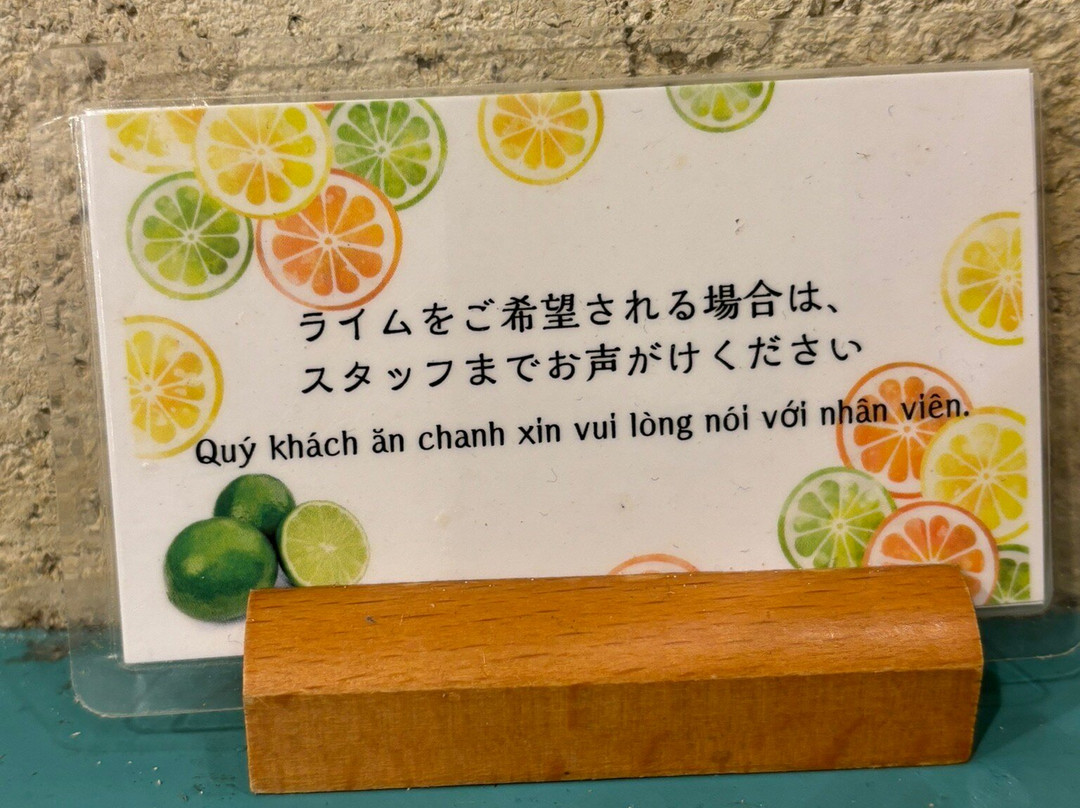 ライムをご希望される場合は、
スタッフまでお声がけください
Quý khách ăn chanh xin vui lòng nói với nhân viên.